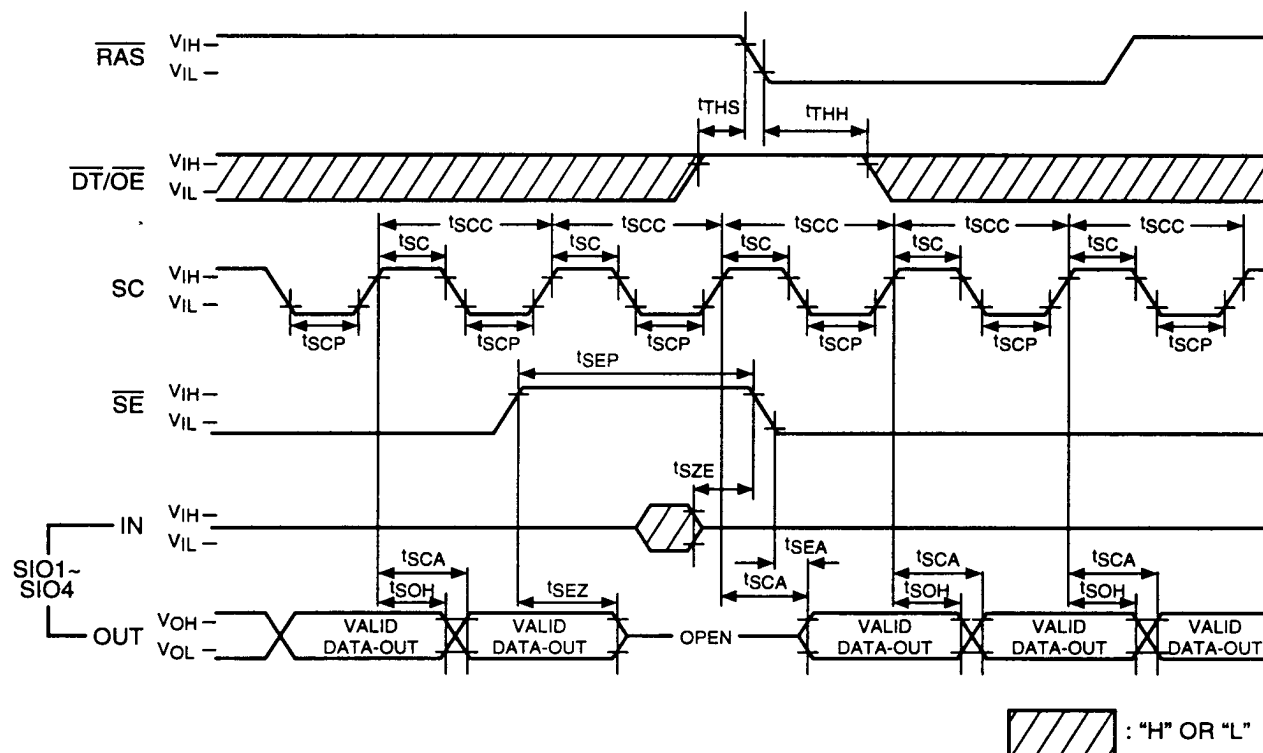 RAS VIH
VIL
tTHS tTHH
DT/OE VIH
VIL
tSCC tSCC tSCC tSCC tSCC
tSC tSC tSC tSC tSC
SC VIH
VIL
tSCP tSCP tSCP tSCP tSCP tSCP
tSEP
SE VIH
VIL
tSZE
IN VIH
VIL
SIO1~
SIO4
tSEA
tSCA tSCA tSCA tSCA
tSOH tSEZ tSOH tSOH
OUT VOH
VOL
VALID DATA-OUT
VALID DATA-OUT
OPEN
VALID DATA-OUT
VALID DATA-OUT
VALID DATA-OUT
: "H" OR "L"